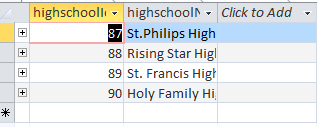 highschoolI highschooln Click to Add
87 St.Philips High
88 Rising Star High
89 St. Francis High
90 Holy Family Hi